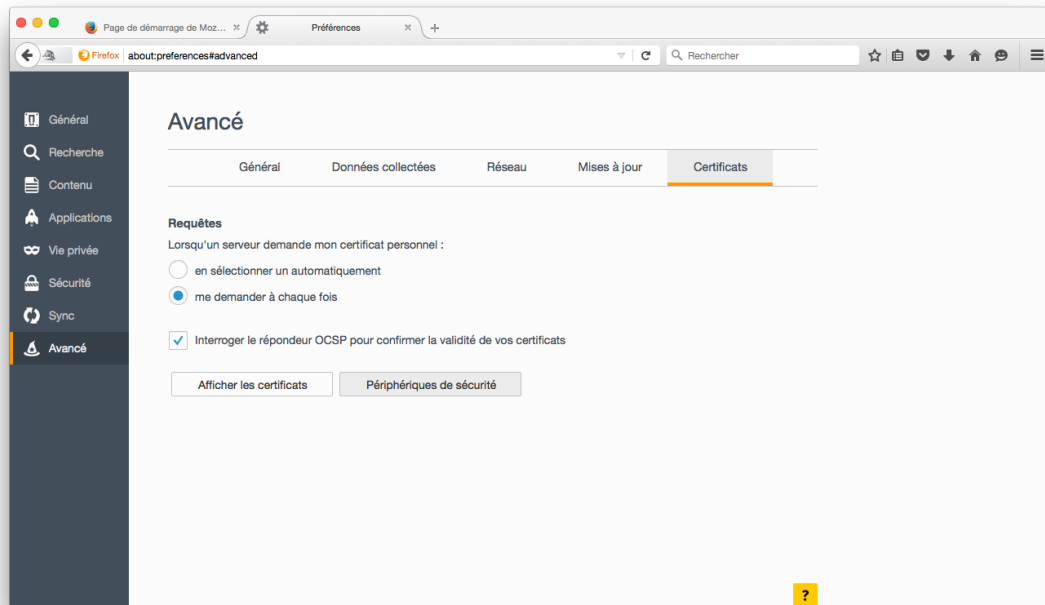 Page de démarrage de Moz...
Préférences
Firefox about:preferences#advanced
Rechercher
Général
Recherche
Contenu
Applications
Vie privée
Sécurité
Sync
Avancé
Avancé
Général Données collectées Réseau Mises à jour Certificats
Requêtes
Lorsqu'un serveur demande mon certificat personnel :
en sélectionner un automatiquement
me demander à chaque fois
Interroger le répondeur OCSP pour confirmer la validité de vos certificats
Afficher les certificats Périphériques de sécurité
?